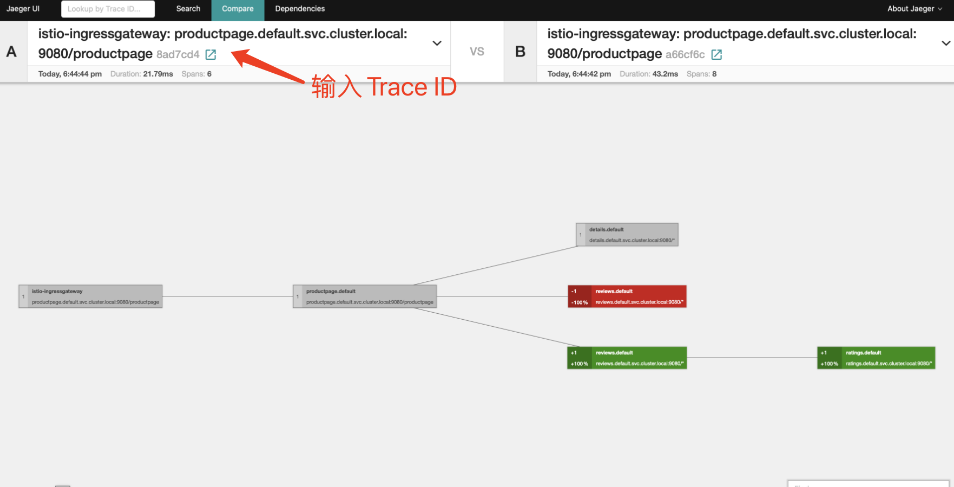 Jaeger UI
Lookup by Trace ID...
Search
Compare
Dependencies
About Jaeger
A
istio-ingressgateway: productpage.default.svc.cluster.local:
9080/productpage 8ad7cd4
Today, 6:44:44 pm Duration: 21.79ms Spans: 6
VS
B
istio-ingressgateway: productpage.default.svc.cluster.local:
9080/productpage a66cf6c
Today, 6:44:42 pm Duration: 43.2ms Spans: 8
输入 Trace ID
1 details.default
details.default.svc.cluster.local:9080/*
1 istio-ingressgateway
productpage.default.svc.cluster.local:9080/productpage
1 productpage.default
productpage.default.svc.cluster.local:9080/productpage
-1 reviews.default
-100% reviews.default.svc.cluster.local:9080/*
+1 reviews.default
+100% reviews.default.svc.cluster.local:9080/*
+1 ratings.default
+100% ratings.default.svc.cluster.local:9080/*